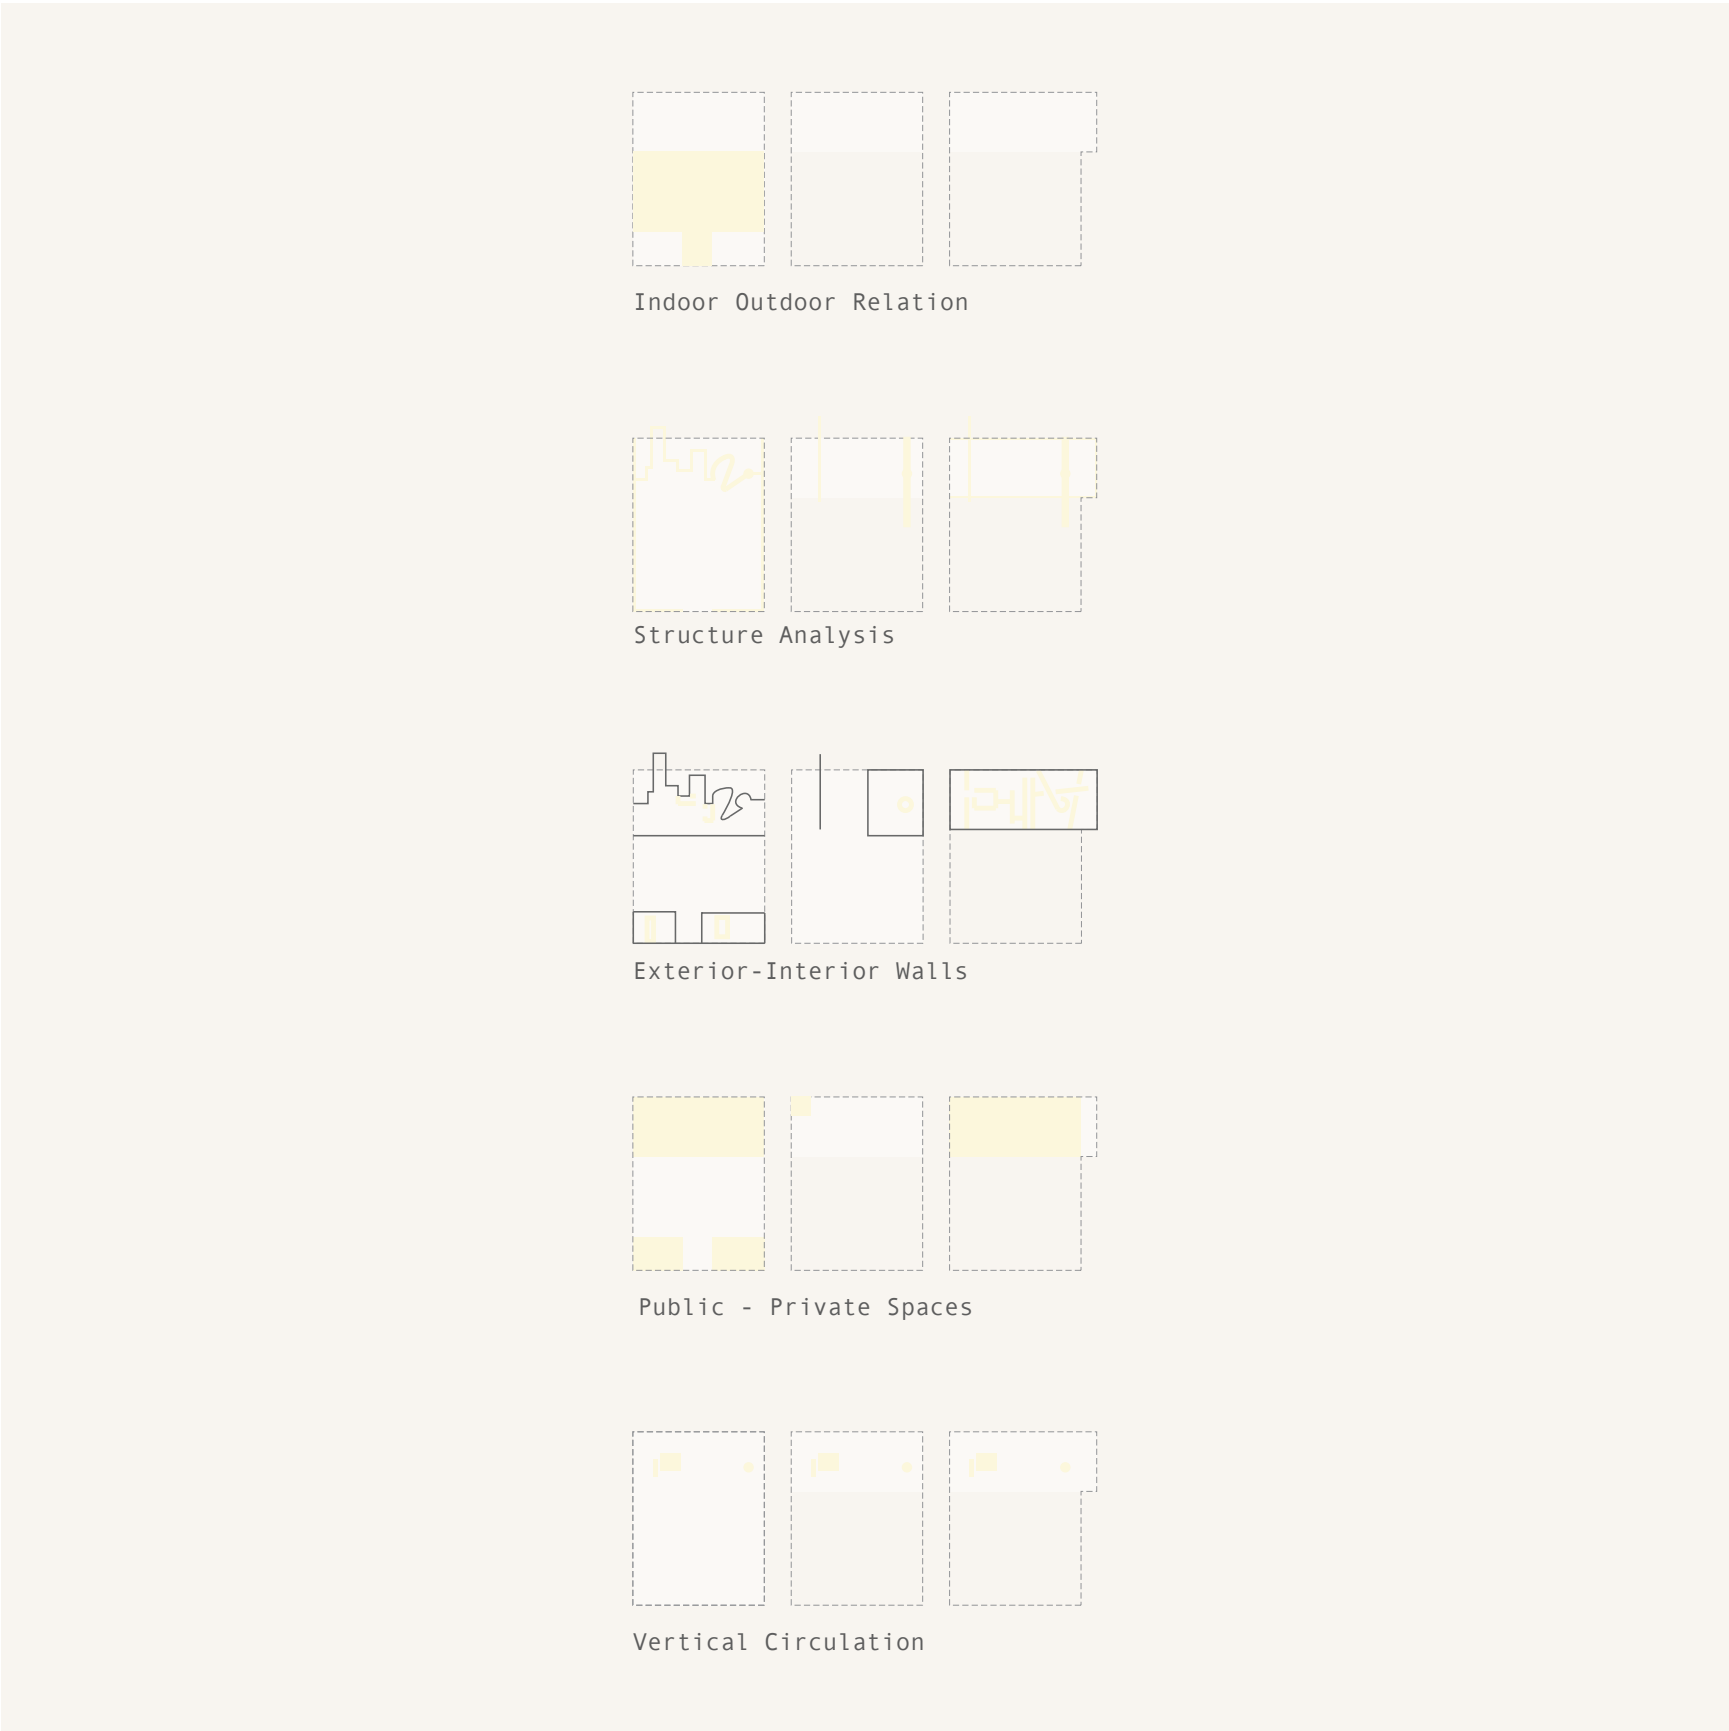 Indoor Outdoor Relation
Structure Analysis
Exterior-Interior Walls
Public - Private Spaces
Vertical Circulation